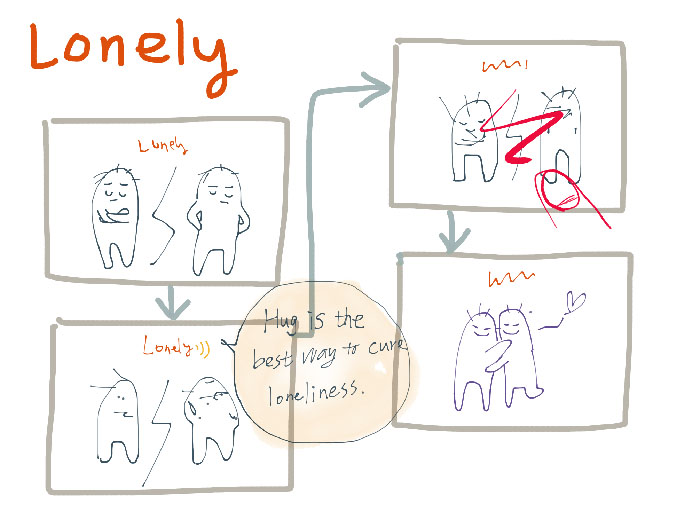 Lonely
Lonely
Lonely
Hug is the
best way to cure
loneliness.